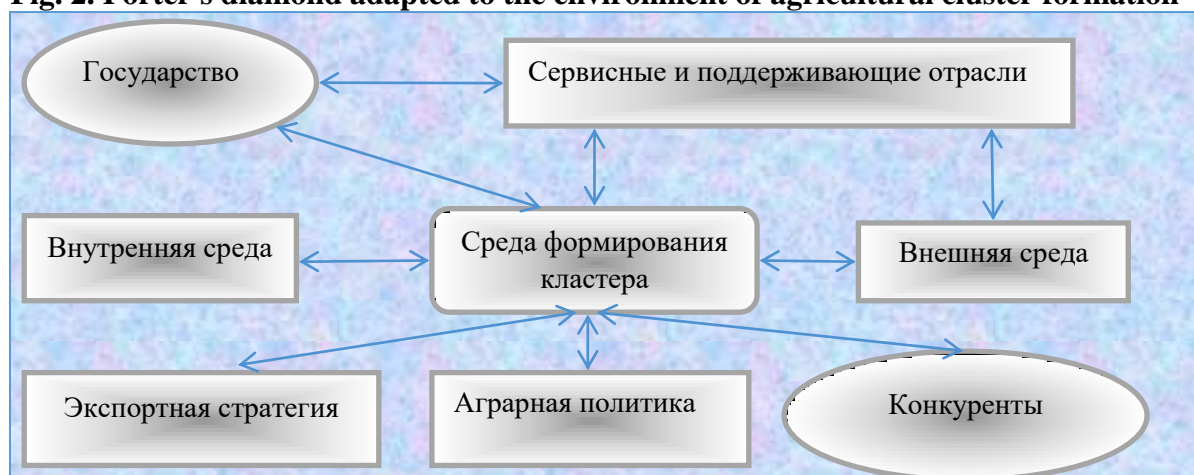 Fig. 2. Porter's diamond adapted to the environment of agricultural cluster formation
Государство
Сервисные и поддерживающие отрасли
Внутренняя среда
Среда формирования
кластера
Внешняя среда
Экспортная стратегия
Аграрная политика
Конкуренты